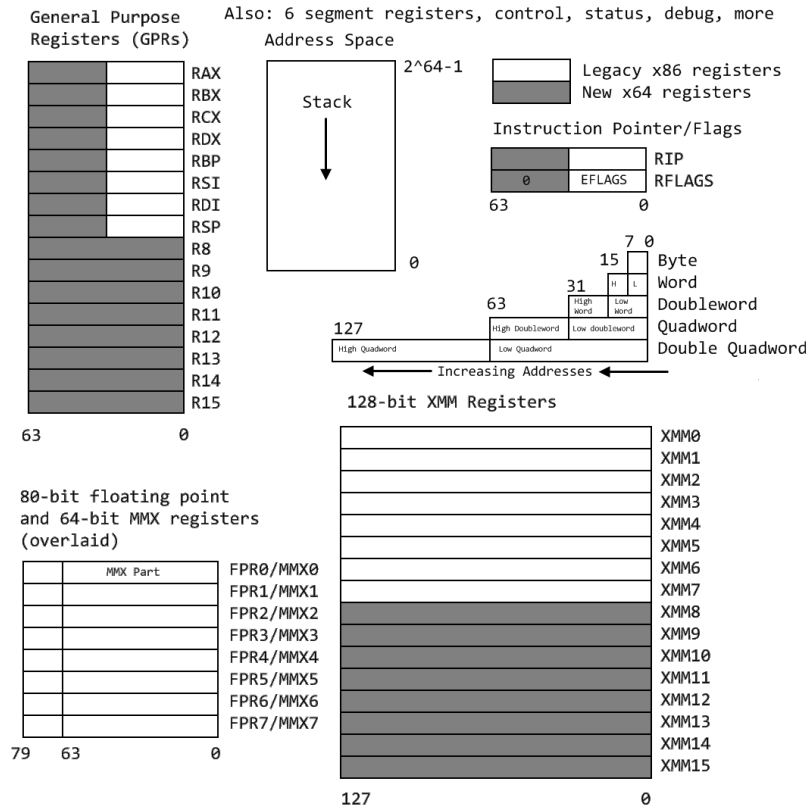 General Purpose
Registers (GPRs)
RAX
RBX
RCX
RDX
RBP
RSI
RDI
RSP
R8
R9
R10
R11
R12
R13
R14
R15
63 0
Also: 6 segment registers, control, status, debug, more
Address Space
2^64-1
Stack
0
Legacy x86 registers
New x64 registers
Instruction Pointer/Flags
RIP
0 EFLAGS RFLAGS
63 0
7 0
Byte
15
H L Word
31
High Word Low Word Doubleword
63
High Doubleword Low doubleword Quadword
127
High Quadword Low Quadword Double Quadword
Increasing Addresses
80-bit floating point
and 64-bit MMX registers
(overlaid)
MMX Part FPR0/MMX0
FPR1/MMX1
FPR2/MMX2
FPR3/MMX3
FPR4/MMX4
FPR5/MMX5
FPR6/MMX6
FPR7/MMX7
79 63 0
128-bit XMM Registers
XMM0
XMM1
XMM2
XMM3
XMM4
XMM5
XMM6
XMM7
XMM8
XMM9
XMM10
XMM11
XMM12
XMM13
XMM14
XMM15
127 0